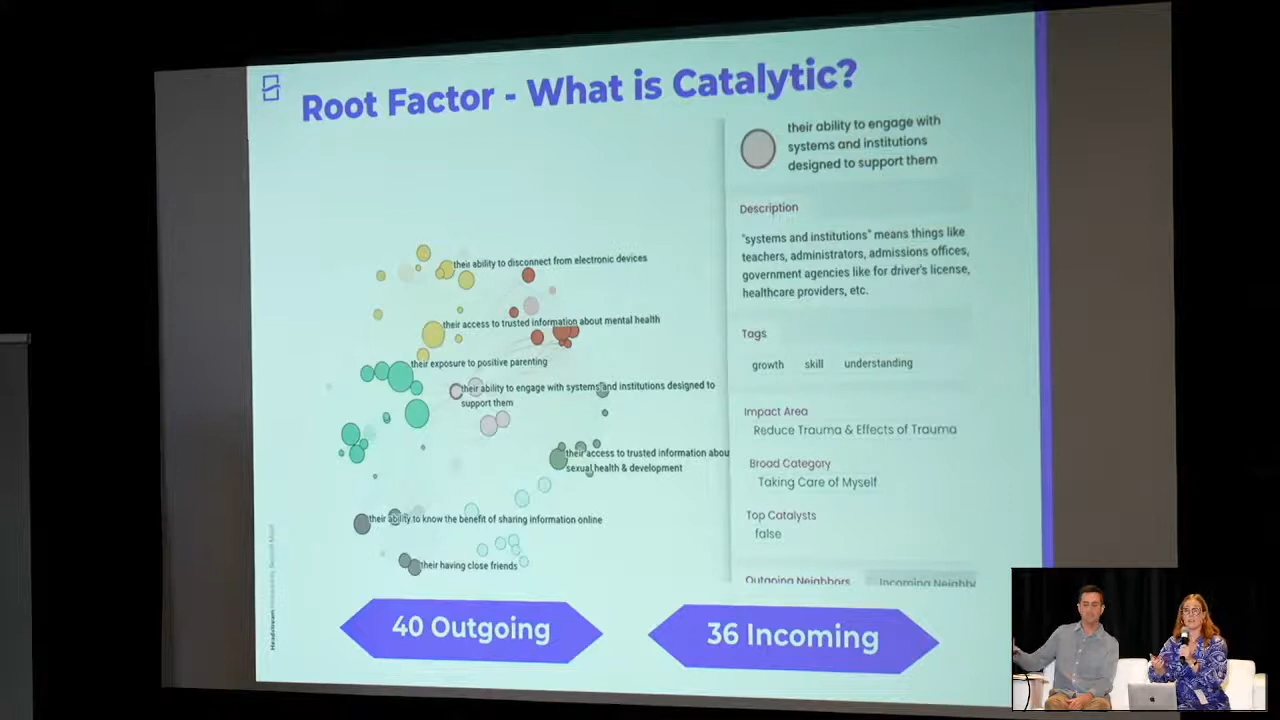 Root Factor - What is Catalytic?
their ability to engage with
systems and institutions
designed to support them
Description
"systems and institutions" means things like
teachers, administrators, admissions offices,
government agencies like for driver's license,
healthcare providers, etc.
Tags
growth skill understanding
Impact Area
Reduce Trauma & Effects of Trauma
Broad Category
Taking Care of Myself
Top Catalysts
false
Outgoing Neighbors Incoming Neighb
their ability to disconnect from electronic devices
their access to trusted information about mental health
their exposure to positive parenting
their ability to engage with systems and institutions designed to
support them
their access to trusted information abou
sexual health & development
their ability to know the benefit of sharing information online
their having close friends
40 Outgoing
36 Incoming
Headstream